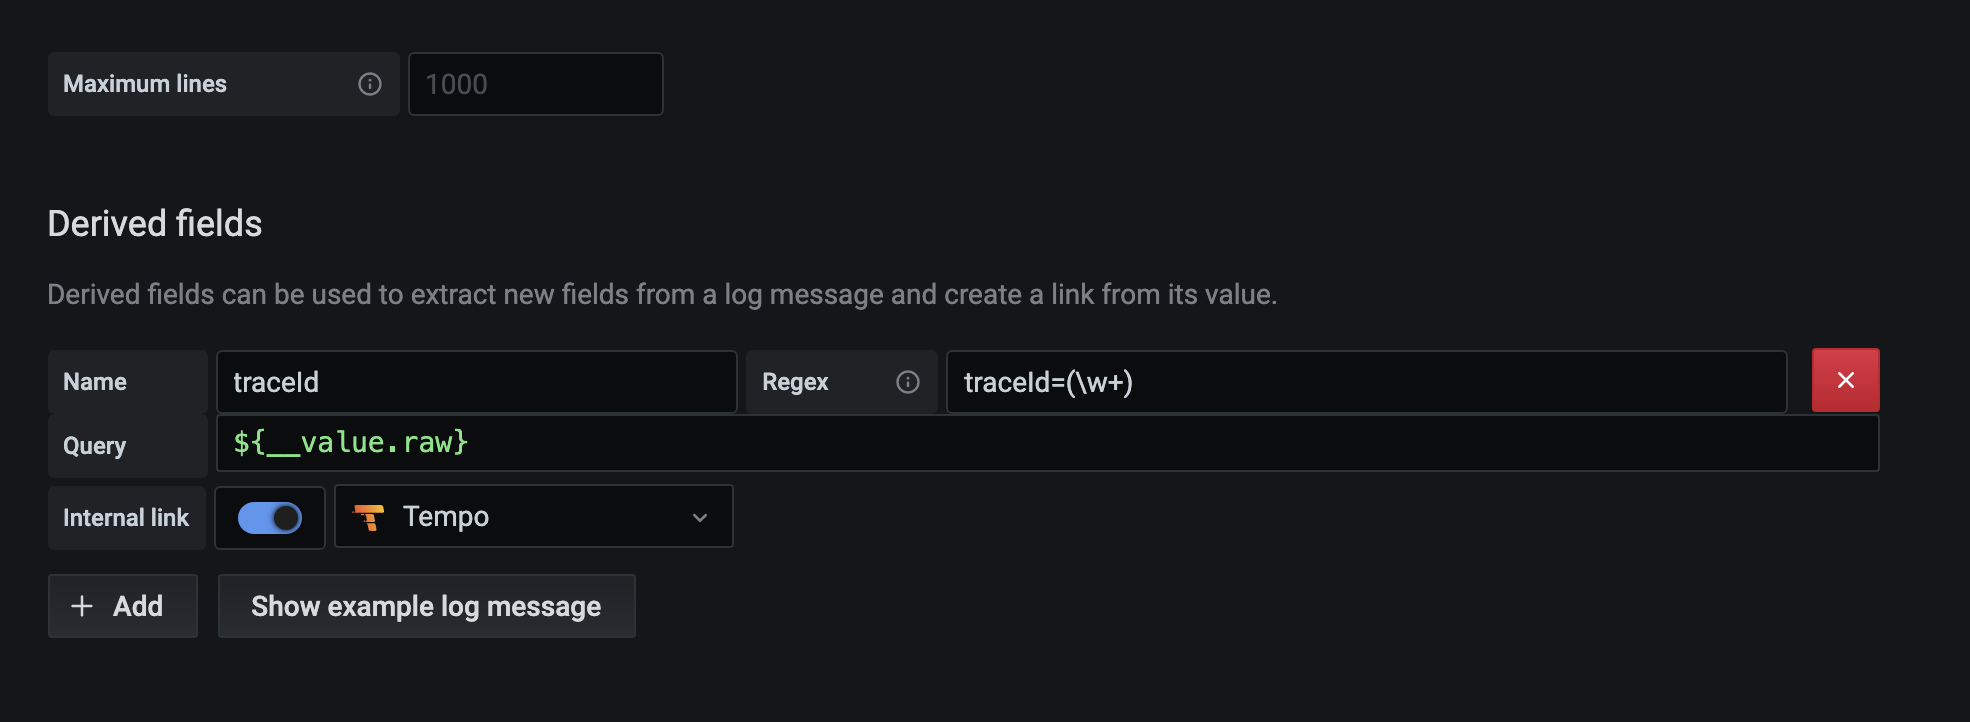 Maximum lines 1000
Derived fields
Derived fields can be used to extract new fields from a log message and create a link from its value.
Name traceId Regex traceId=(\w+)
Query ${__value.raw}
Internal link Tempo
Add Show example log message